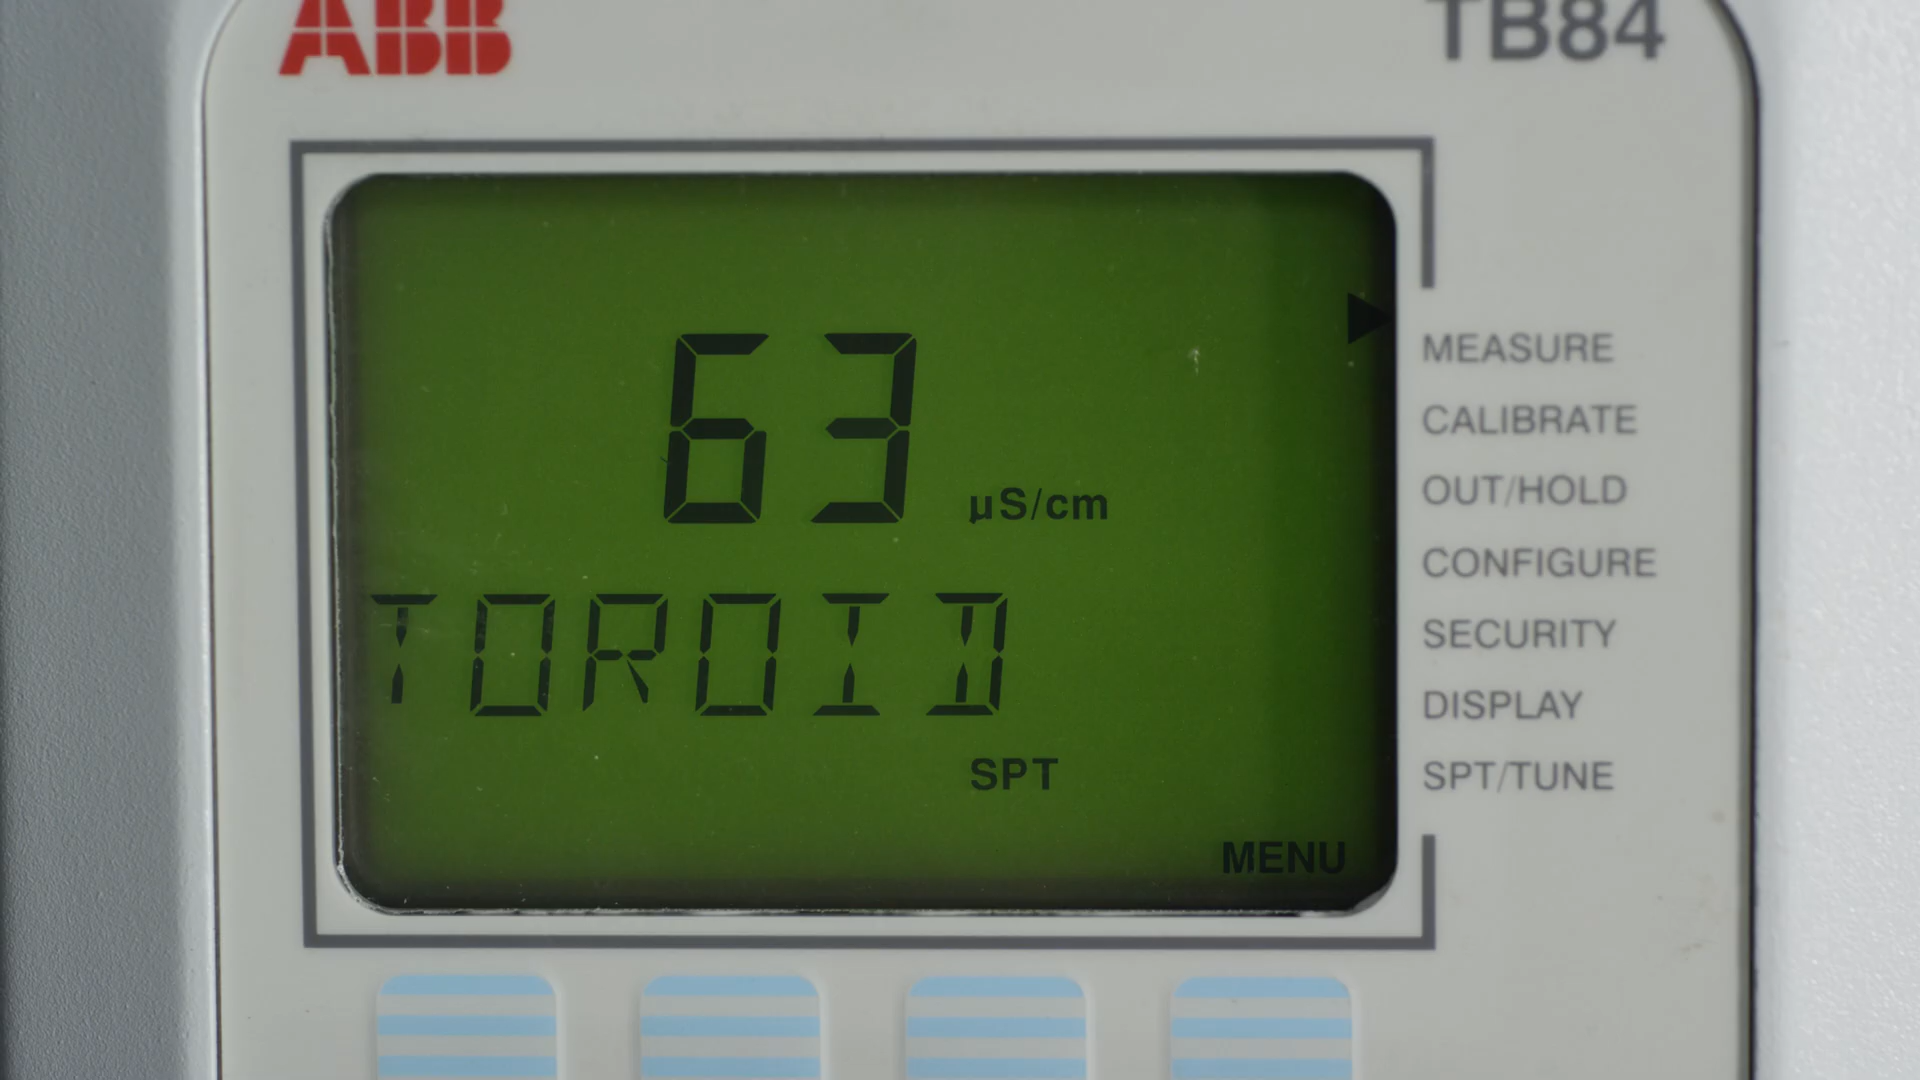 ABB
TB84
63 µS/cm
TOROID
SPT
MENU
MEASURE
CALIBRATE
OUT/HOLD
CONFIGURE
SECURITY
DISPLAY
SPT/TUNE